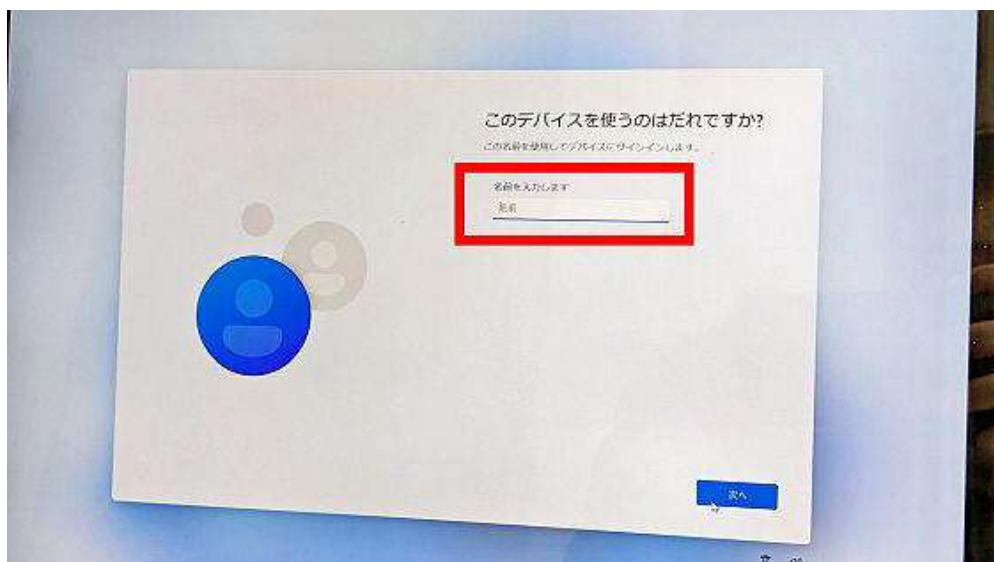 このデバイスを使うのはだれですか?
この名前を使用してデバイスにサインインします。
名前を入力します
名前
次へ